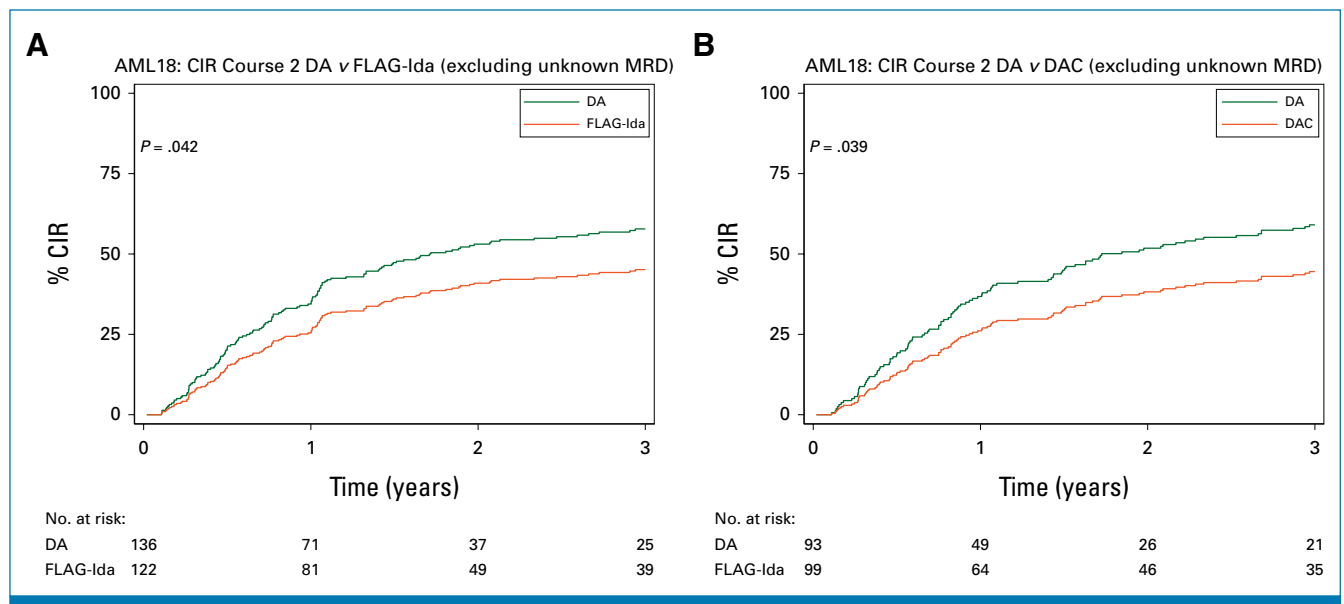 A
AML18: CIR Course 2 DA v FLAG-Ida (excluding unknown MRD)
100
75
50
25
0
% CIR
P = .042
DA
FLAG-Ida
0 1 2 3
Time (years)
No. at risk:
DA 136 71 37 25
FLAG-Ida 122 81 49 39
B
AML18: CIR Course 2 DA v DAC (excluding unknown MRD)
100
75
50
25
0
% CIR
P = .039
DA
DAC
0 1 2 3
Time (years)
No. at risk:
DA 93 49 26 21
FLAG-Ida 99 64 46 35